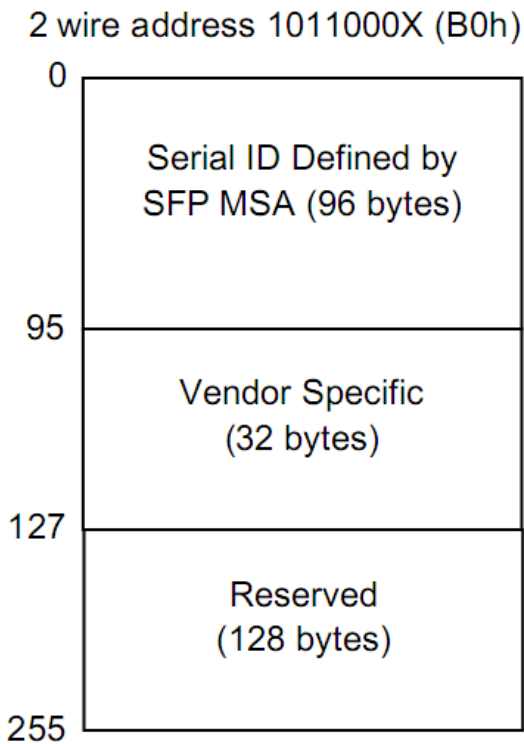 2 wire address 1011000X (B0h)
0
Serial ID Defined by
SFP MSA (96 bytes)
95
Vendor Specific
(32 bytes)
127
Reserved
(128 bytes)
255